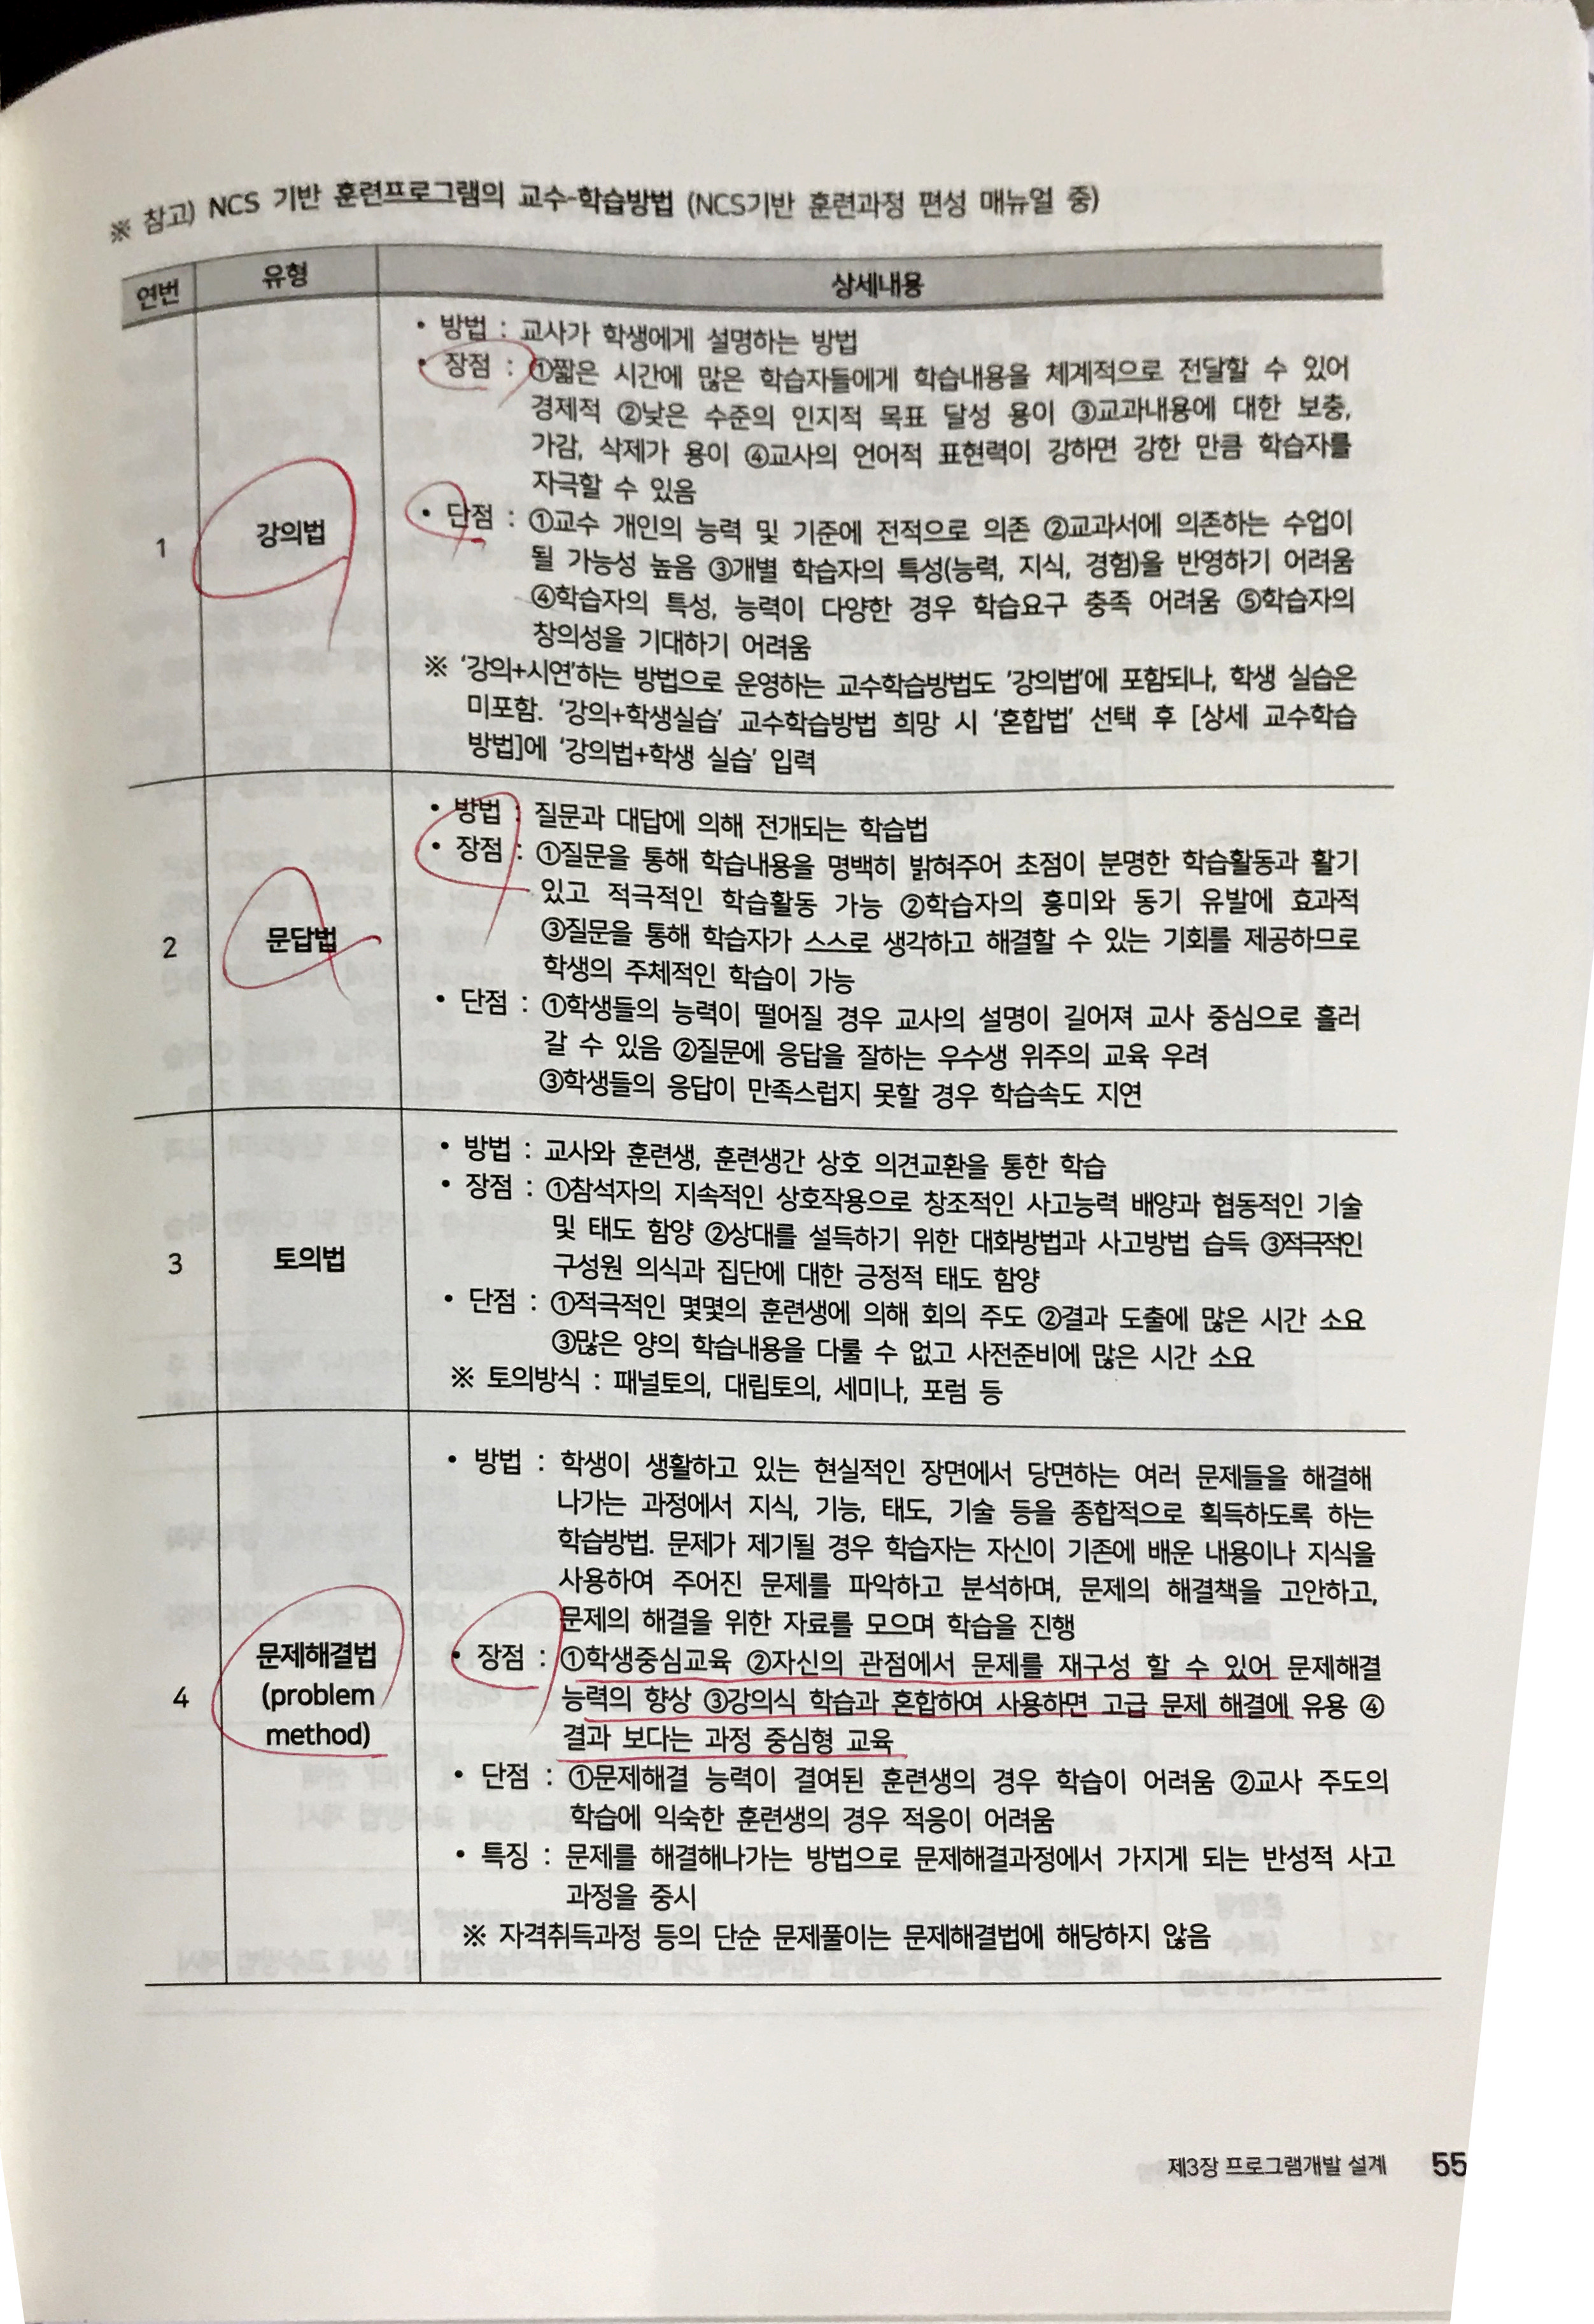 ※ 참고) NCS 기반 훈련프로그램의 교수-학습방법 (NCS기반 훈련과정 편성 매뉴얼 중)
연번 유형 상세내용
• 방법 : 교사가 학생에게 설명하는 방법
• 장점 : ①짧은 시간에 많은 학습자들에게 학습내용을 체계적으로 전달할 수 있어
경제적 ②낮은 수준의 인지적 목표 달성 용이 ③교과내용에 대한 보충,
가감, 삭제가 용이 ④교사의 언어적 표현력이 강하면 강한 만큼 학습자를
자극할 수 있음
1 강의법
• 단점 : ①교수 개인의 능력 및 기준에 전적으로 의존 ②교과서에 의존하는 수업이
될 가능성 높음 ③개별 학습자의 특성(능력, 지식, 경험)을 반영하기 어려움
④학습자의 특성, 능력이 다양한 경우 학습요구 충족 어려움 ⑤학습자의
창의성을 기대하기 어려움
※ '강의+시연'하는 방법으로 운영하는 교수학습방법도 '강의법'에 포함되나, 학생 실습은
미포함. '강의+학생실습' 교수학습방법 희망 시 '혼합법' 선택 후 [상세 교수학습
방법]에 '강의법+학생 실습' 입력
• 방법 : 질문과 대답에 의해 전개되는 학습법
• 장점 : ①질문을 통해 학습내용을 명백히 밝혀주어 초점이 분명한 학습활동과 활기
있고 적극적인 학습활동 가능 ②학습자의 흥미와 동기 유발에 효과적
2 문답법
③질문을 통해 학습자가 스스로 생각하고 해결할 수 있는 기회를 제공하므로
학생의 주체적인 학습이 가능
• 단점 : ①학생들의 능력이 떨어질 경우 교사의 설명이 길어져 교사 중심으로 흘러
갈 수 있음 ②질문에 응답을 잘하는 우수생 위주의 교육 우려
③학생들의 응답이 만족스럽지 못할 경우 학습속도 지연
• 방법 : 교사와 훈련생, 훈련생간 상호 의견교환을 통한 학습
• 장점 : ①참석자의 지속적인 상호작용으로 창조적인 사고능력 배양과 협동적인 기술
및 태도 함양 ②상대를 설득하기 위한 대화방법과 사고방법 습득 ③적극적인
구성원 의식과 집단에 대한 긍정적 태도 함양
3 토의법
• 단점 : ①적극적인 몇몇의 훈련생에 의해 회의 주도 ②결과 도출에 많은 시간 소요
③많은 양의 학습내용을 다룰 수 없고 사전준비에 많은 시간 소요
※ 토의방식 : 패널토의, 대립토의, 세미나, 포럼 등
• 방법 : 학생이 생활하고 있는 현실적인 장면에서 당면하는 여러 문제들을 해결해
나가는 과정에서 지식, 기능, 태도, 기술 등을 종합적으로 획득하도록 하는
학습방법. 문제가 제기될 경우 학습자는 자신이 기존에 배운 내용이나 지식을
사용하여 주어진 문제를 파악하고 분석하며, 문제의 해결책을 고안하고,
문제의 해결을 위한 자료를 모으며 학습을 진행
4 문제해결법
(problem
method)
• 장점 : ①학생중심교육 ②자신의 관점에서 문제를 재구성 할 수 있어 문제해결
능력의 향상 ③강의식 학습과 혼합하여 사용하면 고급 문제 해결에 유용 ④
결과 보다는 과정 중심형 교육
• 단점 : ①문제해결 능력이 결여된 훈련생의 경우 학습이 어려움 ②교사 주도의
학습에 익숙한 훈련생의 경우 적응이 어려움
• 특징 : 문제를 해결해나가는 방법으로 문제해결과정에서 가지게 되는 반성적 사고
과정을 중시
※ 자격취득과정 등의 단순 문제풀이는 문제해결법에 해당하지 않음
제3장 프로그램개발 설계 55